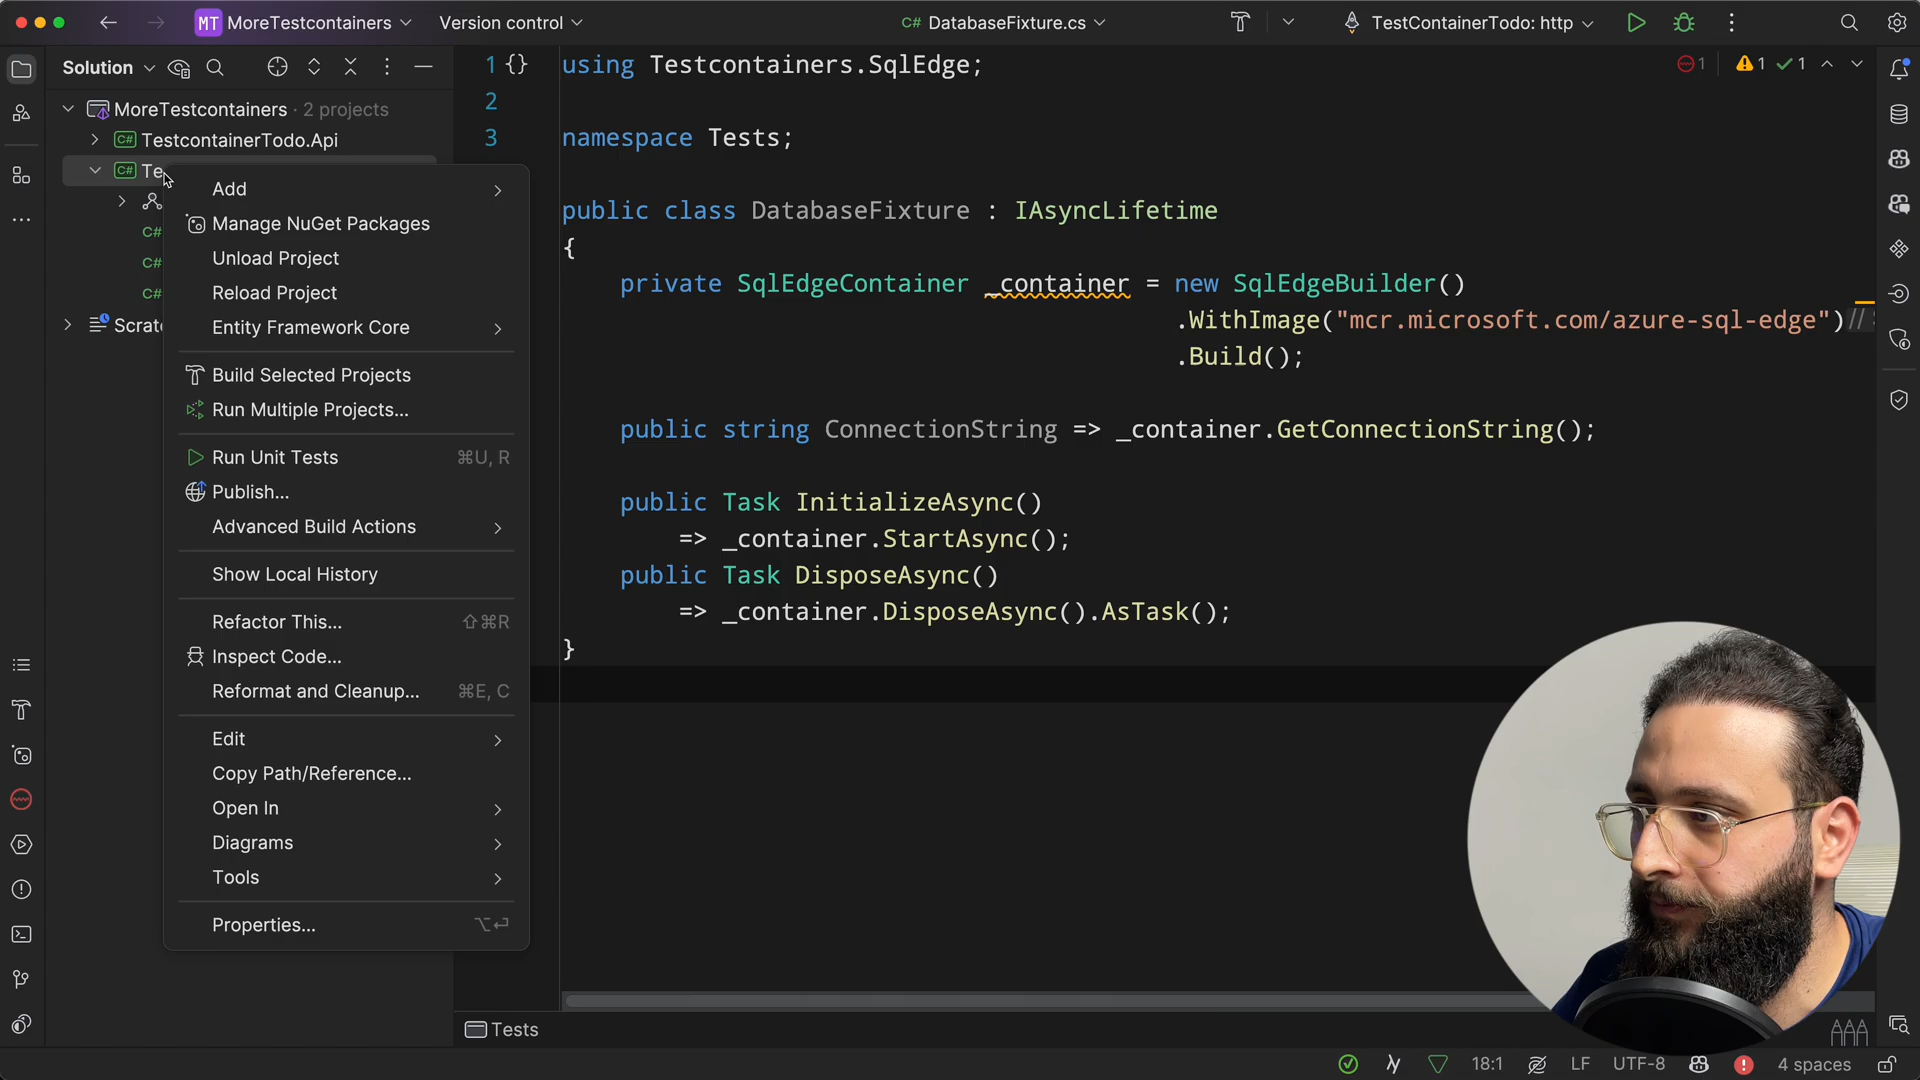 MT MoreTestcontainers Version control C# DatabaseFixture.cs TestContainerTodo: http
Solution
MoreTestcontainers · 2 projects
C# TestcontainerTodo.Api
C# Te
C#
C#
C#
Scrat
Add
Manage NuGet Packages
Unload Project
Reload Project
Entity Framework Core
Build Selected Projects
Run Multiple Projects...
Run Unit Tests ⌘U, R
Publish...
Advanced Build Actions
Show Local History
Refactor This... ⇧⌘R
Inspect Code...
Reformat and Cleanup... ⌘E, C
Edit
Copy Path/Reference...
Open In
Diagrams
Tools
Properties... ⌥↩
1 {} using Testcontainers.SqlEdge; 1 1 1
2
3 namespace Tests;
public class DatabaseFixture : IAsyncLifetime
{
private SqlEdgeContainer _container = new SqlEdgeBuilder()
.WithImage("mcr.microsoft.com/azure-sql-edge")//
.Build();
public string ConnectionString => _container.GetConnectionString();
public Task InitializeAsync()
=> _container.StartAsync();
public Task DisposeAsync()
=> _container.DisposeAsync().AsTask();
}
Tests
18:1 LF UTF-8 4 spaces